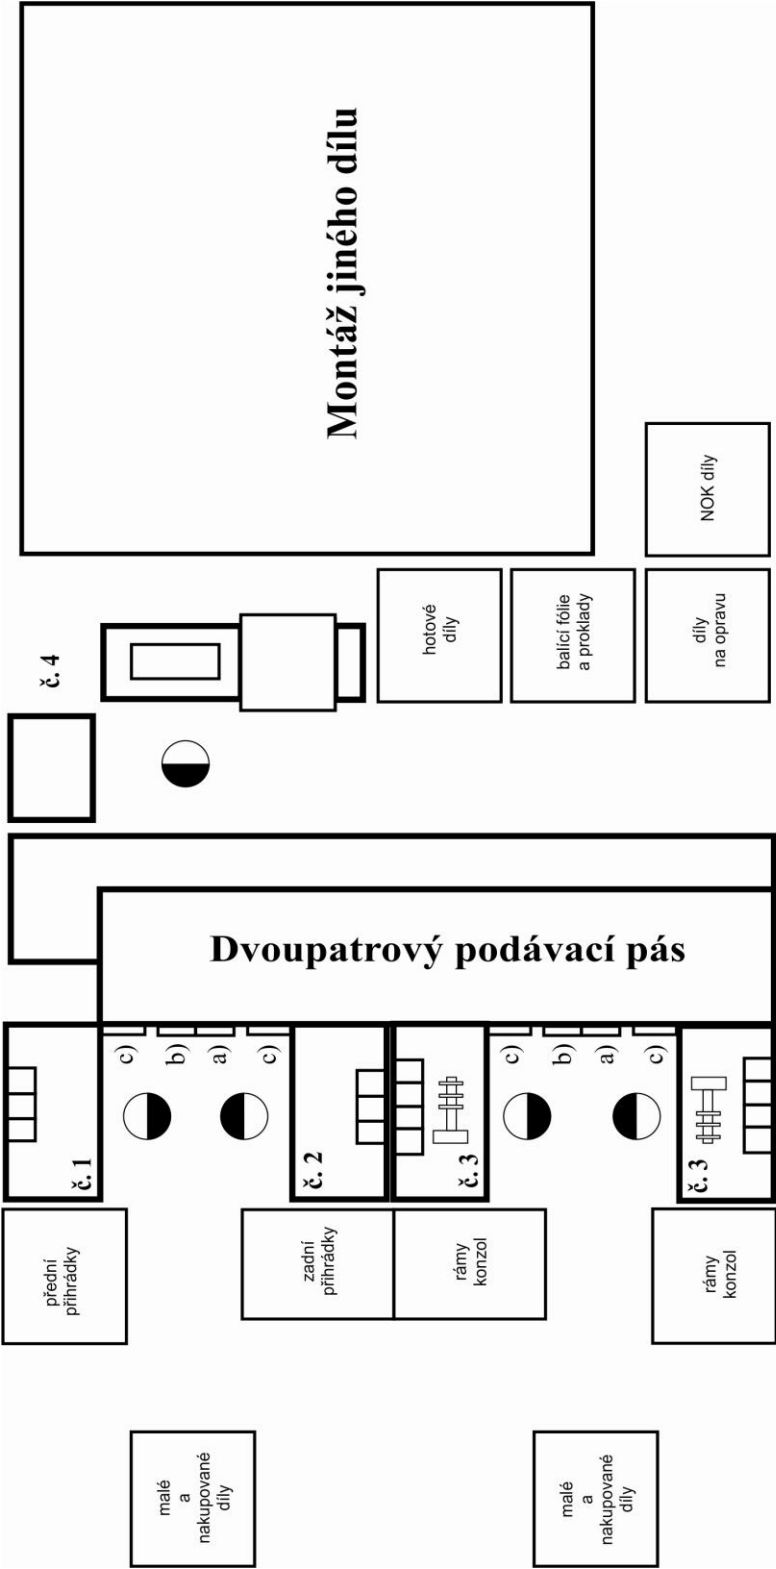 Montáž jiného dílu
NOK díly
č. 4
hotové
díly
balící fólie
a proklady
díly
na opravu
Dvoupatrový podávací pás
c)
b)
a)
c)
c)
b)
a)
c)
č. 1
č. 2
č. 3
č. 3
přední
přihrádky
zadní
přihrádky
rámy
konzol
rámy
konzol
malé
a
nakupované
díly
malé
a
nakupované
díly